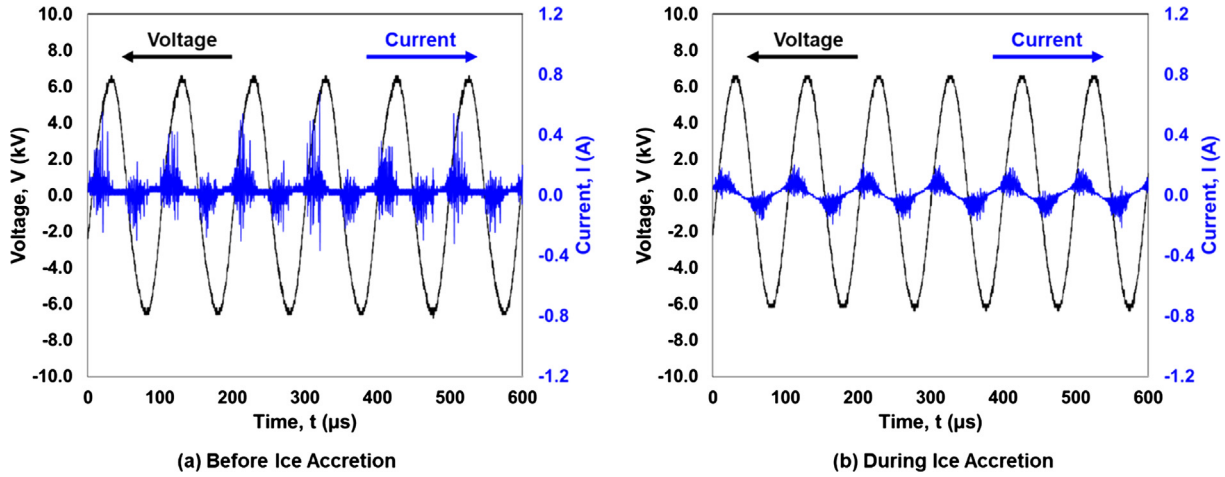 10.0
8.0
6.0
4.0
2.0
0.0
-2.0
-4.0
-6.0
-8.0
-10.0
Voltage, V (kV)
Voltage
Current
1.2
0.8
0.4
0.0
-0.4
-0.8
-1.2
Current, I (A)
0 100 200 300 400 500 600
Time, t (µs)
(a) Before Ice Accretion
10.0
8.0
6.0
4.0
2.0
0.0
-2.0
-4.0
-6.0
-8.0
-10.0
Voltage, V (kV)
Voltage
Current
1.2
0.8
0.4
0.0
-0.4
-0.8
-1.2
Current, I (A)
0 100 200 300 400 500 600
Time, t (µs)
(b) During Ice Accretion